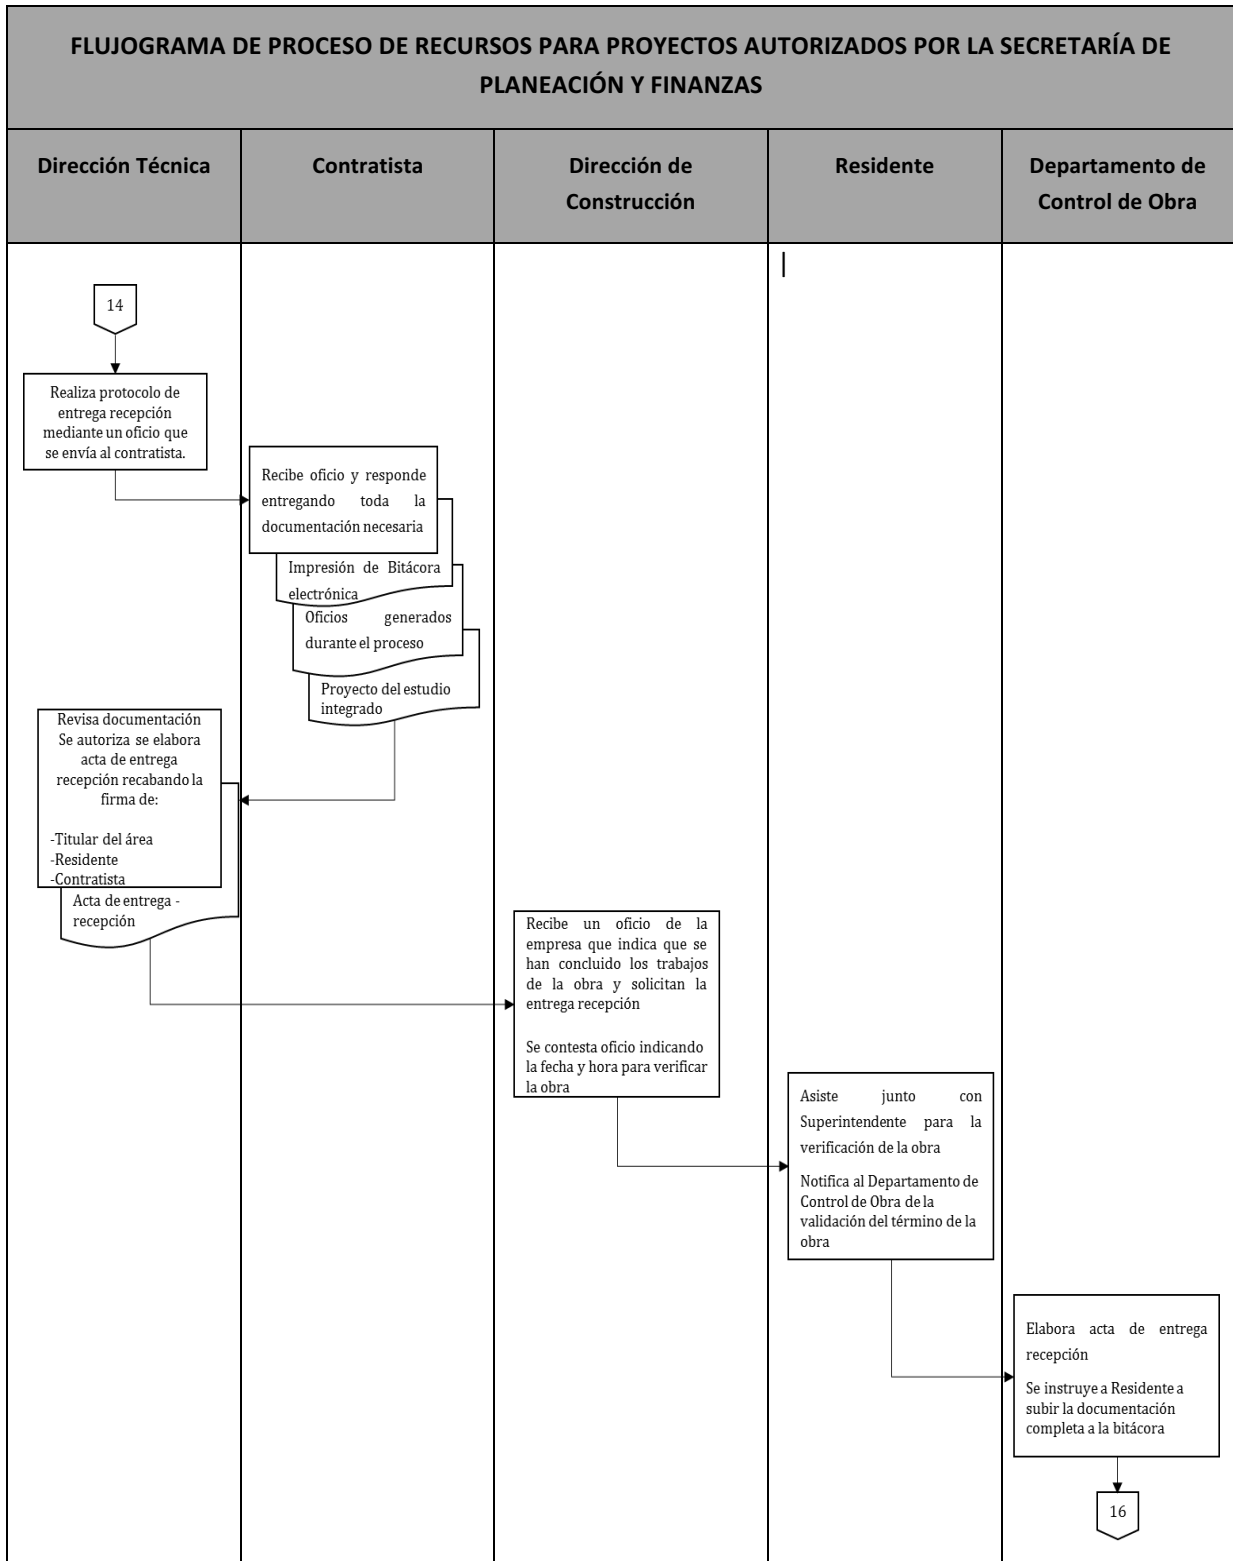 FLUJOGRAMA DE PROCESO DE RECURSOS PARA PROYECTOS AUTORIZADOS POR LA SECRETARÍA DE
PLANEACIÓN Y FINANZAS
Dirección Técnica
Contratista
Dirección de
Construcción
Residente
Departamento de
Control de Obra
14
Realiza protocolo de
entrega recepción
mediante un oficio que
se envía al contratista.
Recibe oficio y responde
entregando toda la
documentación necesaria
Impresión de Bitácora
electrónica
Oficios generados
durante el proceso
Proyecto del estudio
integrado
Revisa documentación
Se autoriza se elabora
acta de entrega
recepción recabando la
firma de:
-Titular del área
-Residente
-Contratista
Acta de entrega -
recepción
Recibe un oficio de la
empresa que indica que se
han concluido los trabajos
de la obra y solicitan la
entrega recepción
Se contesta oficio indicando
la fecha y hora para verificar
la obra
Asiste junto con
Superintendente para la
verificación de la obra
Notifica al Departamento de
Control de Obra de la
validación del término de la
obra
Elabora acta de entrega
recepción
Se instruye a Residente a
subir la documentación
completa a la bitácora
16